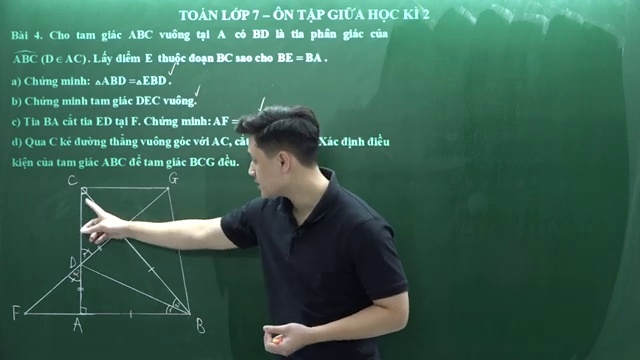 TOÁN LỚP 7 – ÔN TẬP GIỮA HỌC KÌ 2
Bài 4. Cho tam giác ABC vuông tại A có BD là tia phân giác của
ABC (D ∈ AC). Lấy điểm E thuộc đoạn BC sao cho BE = BA.
a) Chứng minh: △ABD = △EBD.
b) Chứng minh tam giác DEC vuông.
c) Tia BA cắt tia ED tại F. Chứng minh: AF =
d) Qua C kẻ đường thẳng vuông góc với AC, Xác định điều
kiện của tam giác ABC để tam giác BCG đều.
C G
D
F A B